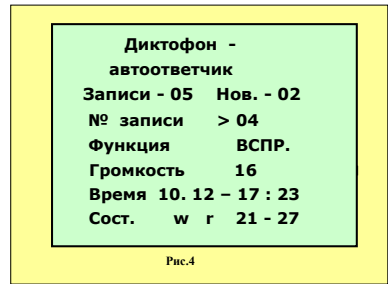 Диктофон -
автоответчик
Записи - 05 Нов. - 02
№ записи > 04
Функция ВСПР.
Громкость 16
Время 10. 12 – 17 : 23
Сост. w r 21 - 27
Рис.4